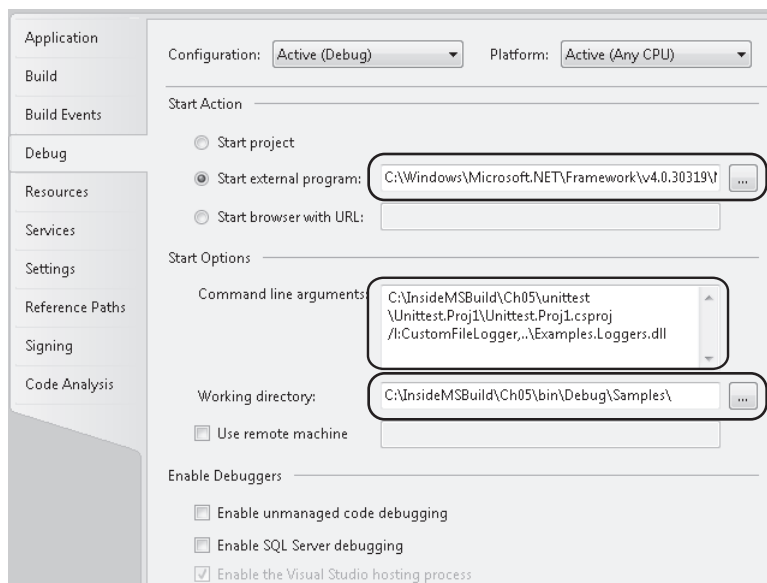 Application
Build
Build Events
Debug
Resources
Services
Settings
Reference Paths
Signing
Code Analysis
Configuration: Active (Debug) Platform: Active (Any CPU)
Start Action
Start project
Start external program: C:\Windows\Microsoft.NET\Framework\v4.0.30319\ ...
Start browser with URL:
Start Options
Command line arguments: C:\InsideMSBuild\Ch05\unittest
\Unittest.Proj1\Unittest.Proj1.csproj
/l:CustomFileLogger,..\Examples.Loggers.dll
Working directory: C:\InsideMSBuild\Ch05\bin\Debug\Samples\ ...
Use remote machine
Enable Debuggers
Enable unmanaged code debugging
Enable SQL Server debugging
Enable the Visual Studio hosting process